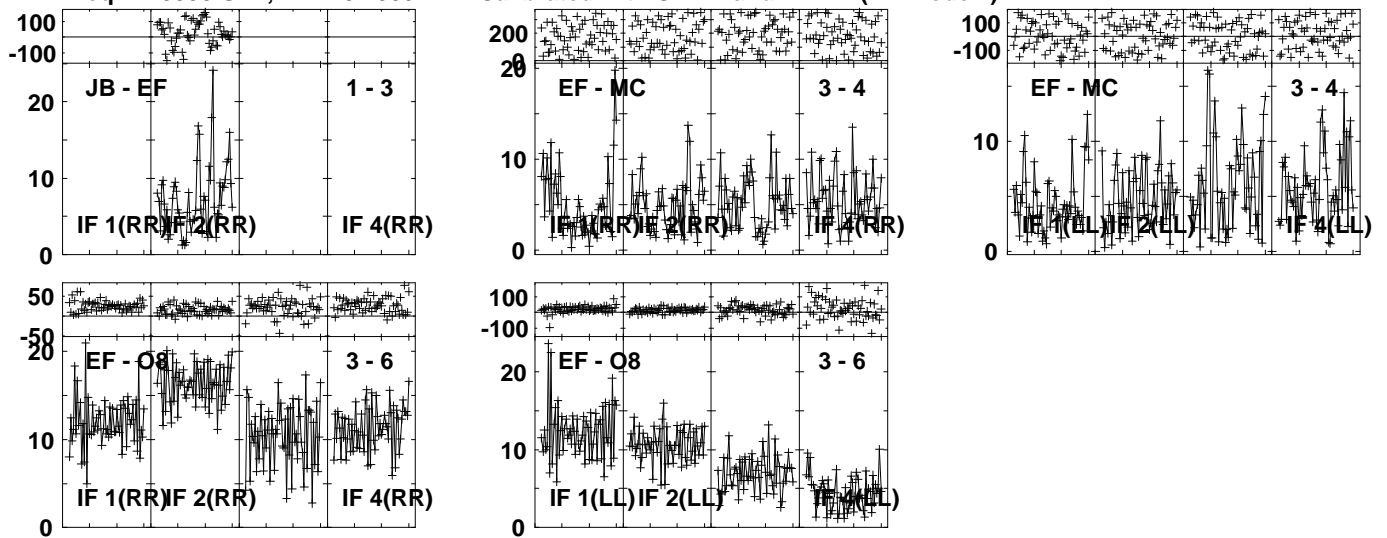 100
-100
JB - EF
1 - 3
20
10
0
IF 1(RR)
IF 2(RR)
IF 4(RR)
200
0
20
EF - MC
3 - 4
10
0
IF 1(RR)
IF 2(RR)
IF 4(RR)
100
-100
EF - MC
3 - 4
10
0
IF 1(LL)
IF 2(LL)
IF 4(LL)
50
-50
20
EF - O8
3 - 6
10
0
IF 1(RR)
IF 2(RR)
IF 4(RR)
100
-100
EF - O8
3 - 6
20
10
0
IF 1(LL)
IF 2(LL)
IF 4(LL)